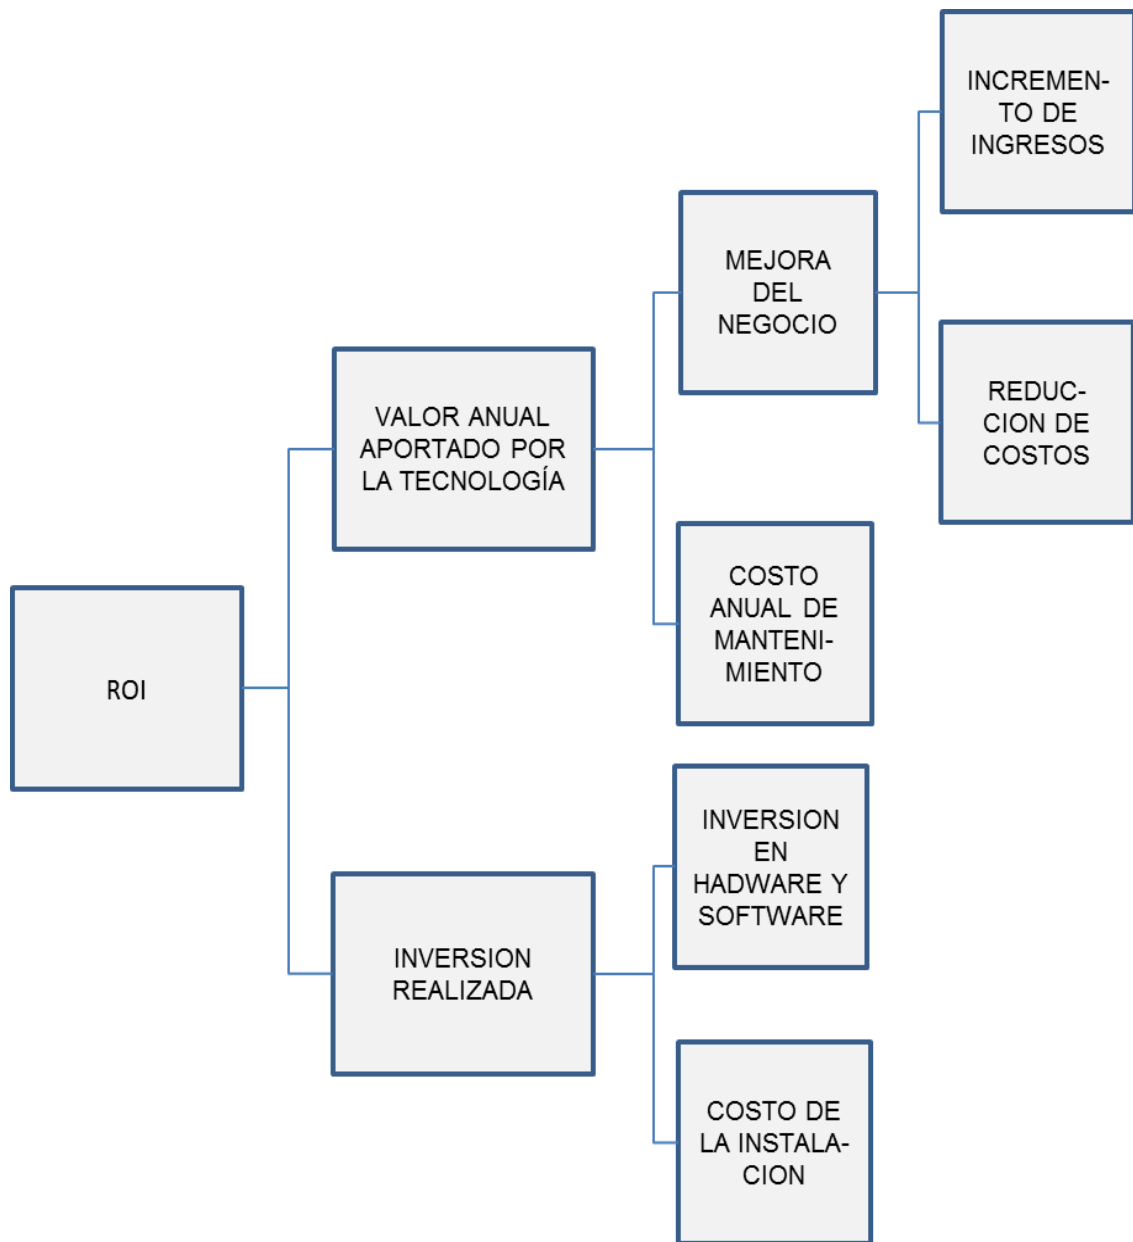 INCREMEN-
TO DE
INGRESOS
MEJORA
DEL
NEGOCIO
REDUC-
CION DE
COSTOS
VALOR ANUAL
APORTADO POR
LA TECNOLOGÍA
COSTO
ANUAL DE
MANTENI-
MIENTO
ROI
INVERSION
EN
HADWARE Y
SOFTWARE
INVERSION
REALIZADA
COSTO DE
LA INSTALA-
CION